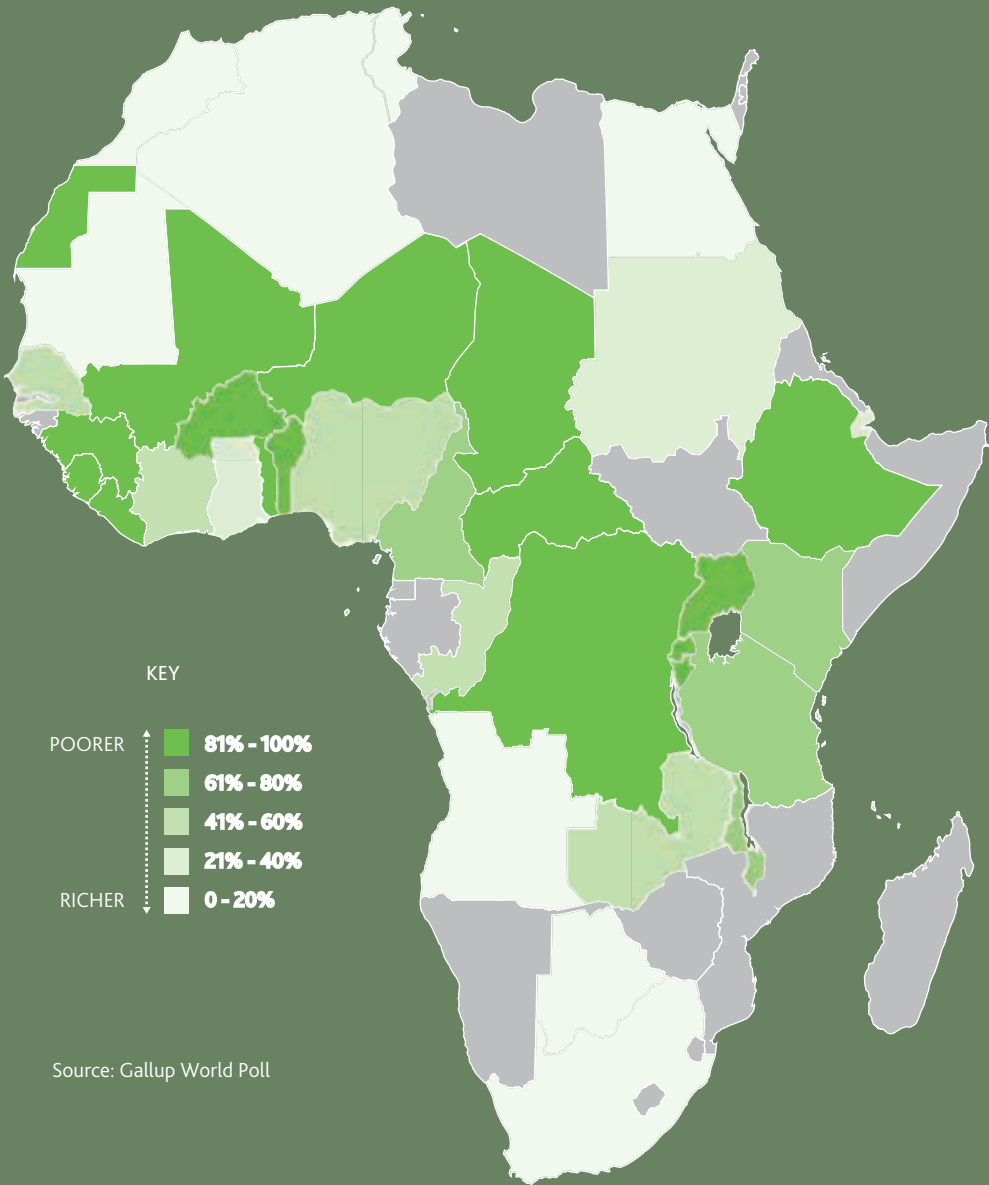 KEY
POORER
81% - 100%
61% - 80%
41% - 60%
21% - 40%
RICHER
0 - 20%
Source: Gallup World Poll